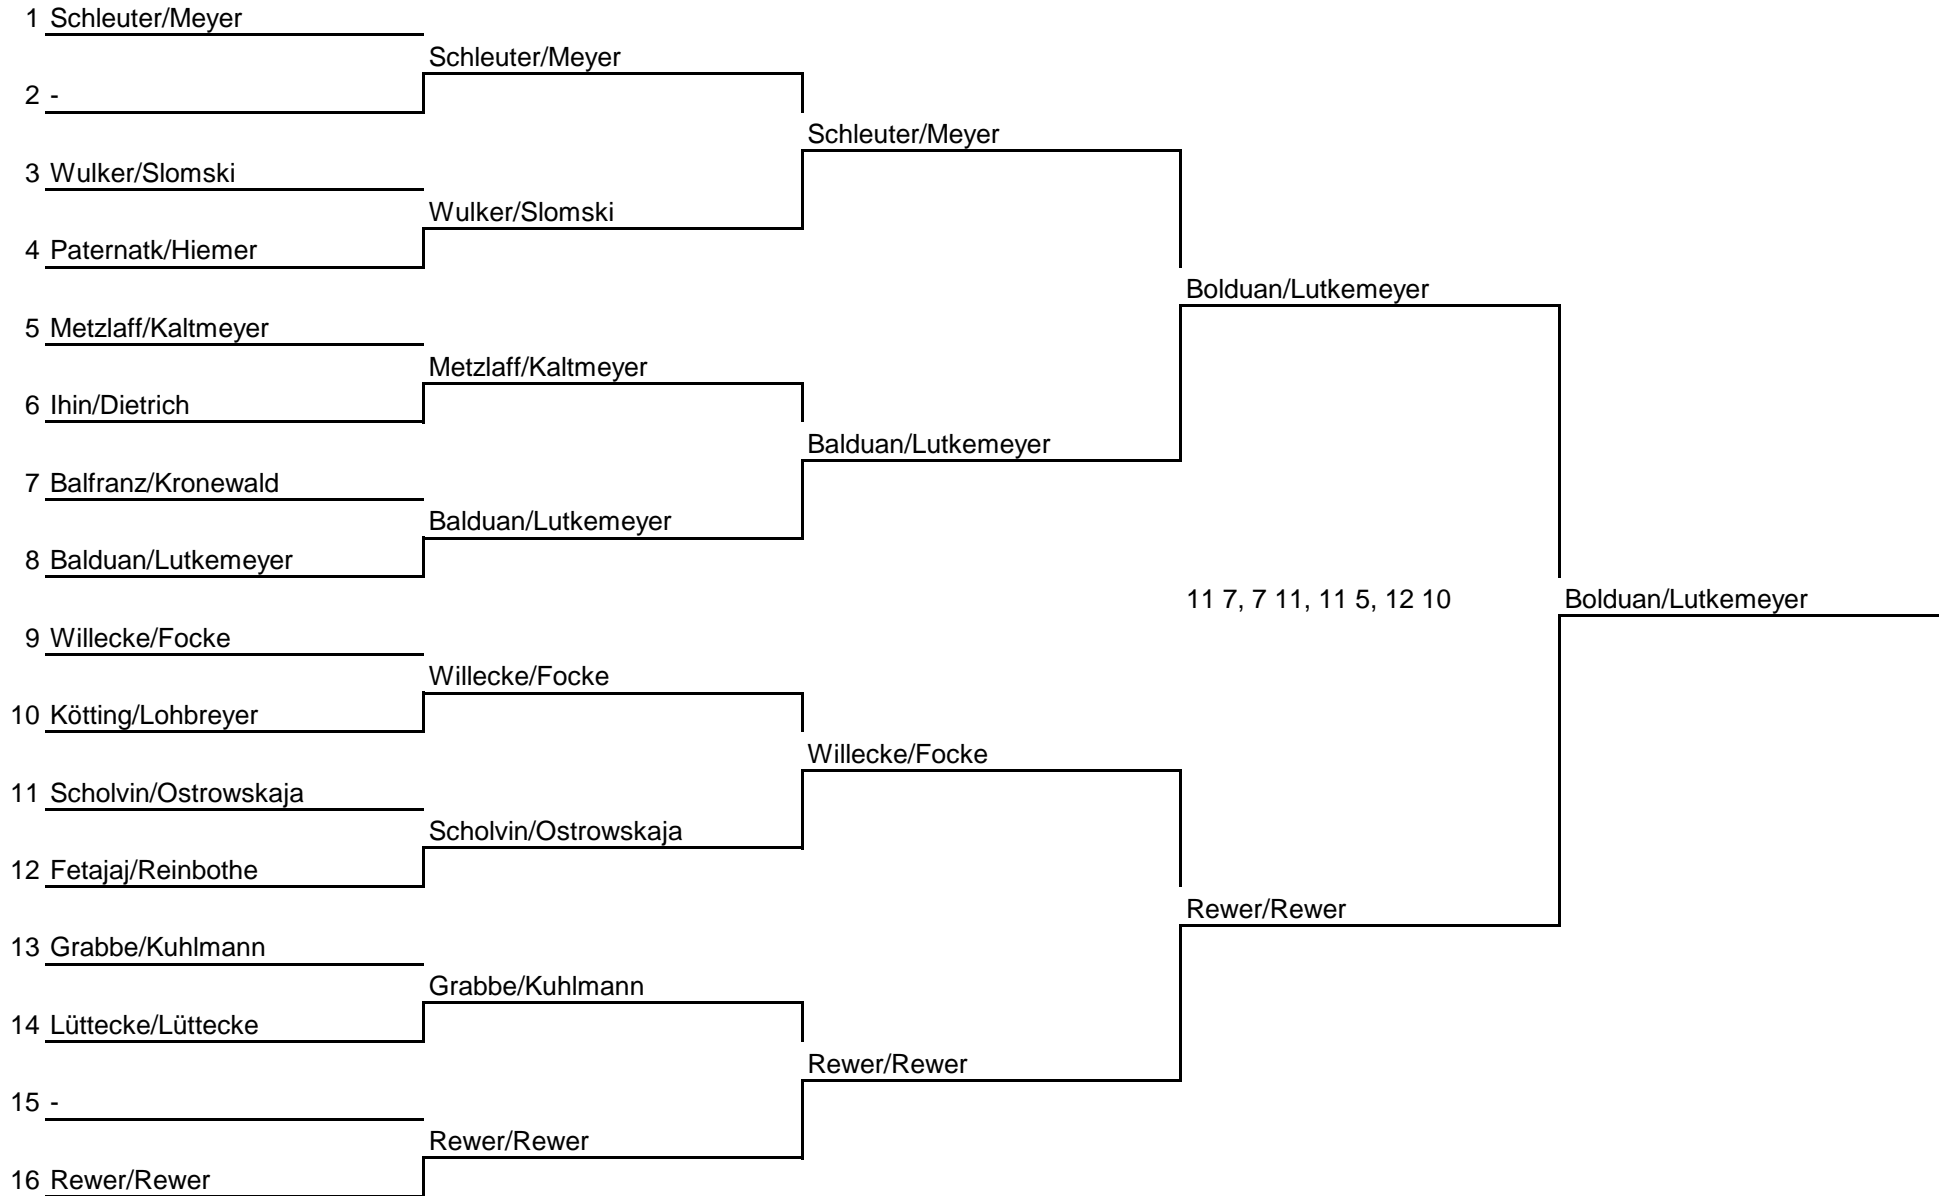 1 Schleuter/Meyer
Schleuter/Meyer
2 -
Schleuter/Meyer
3 Wulker/Slomski
Wulker/Slomski
4 Paternatk/Hiemer
Bolduan/Lutkemeyer
5 Metzlaff/Kaltmeyer
Metzlaff/Kaltmeyer
6 Ihin/Dietrich
Balduan/Lutkemeyer
7 Balfranz/Kronewald
Balduan/Lutkemeyer
8 Balduan/Lutkemeyer
11 7, 7 11, 11 5, 12 10
Bolduan/Lutkemeyer
9 Willecke/Focke
Willecke/Focke
10 Kötting/Lohbreyer
Willecke/Focke
11 Scholvin/Ostrowskaja
Scholvin/Ostrowskaja
12 Fetajaj/Reinbothe
Rewer/Rewer
13 Grabbe/Kuhlmann
Grabbe/Kuhlmann
14 Lüttecke/Lüttecke
Rewer/Rewer
15 -
Rewer/Rewer
16 Rewer/Rewer